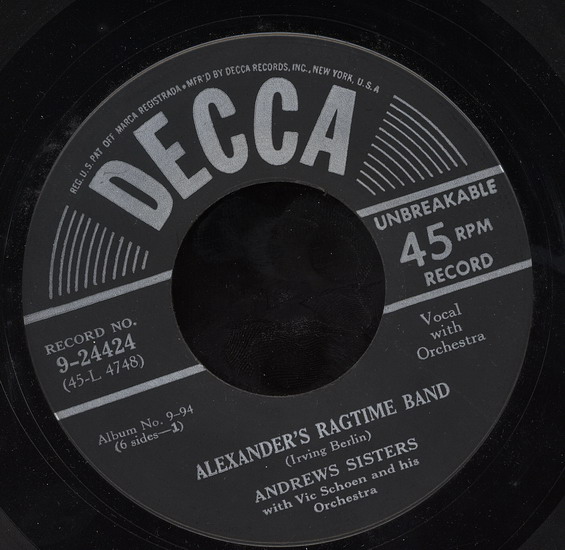 REG. U.S. PAT. OFF. MARCA REGISTRADA • MFR'D BY DECCA RECORDS, INC., NEW YORK, U.S.A
DECCA
UNBREAKABLE
45 RPM
RECORD
RECORD NO.
9-24424
(45-L 4748)
Vocal
with
Orchestra
Album No. 9-94
(6 sides—1)
ALEXANDER'S RAGTIME BAND
(Irving Berlin)
ANDREWS SISTERS
with Vic Schoen and his
Orchestra